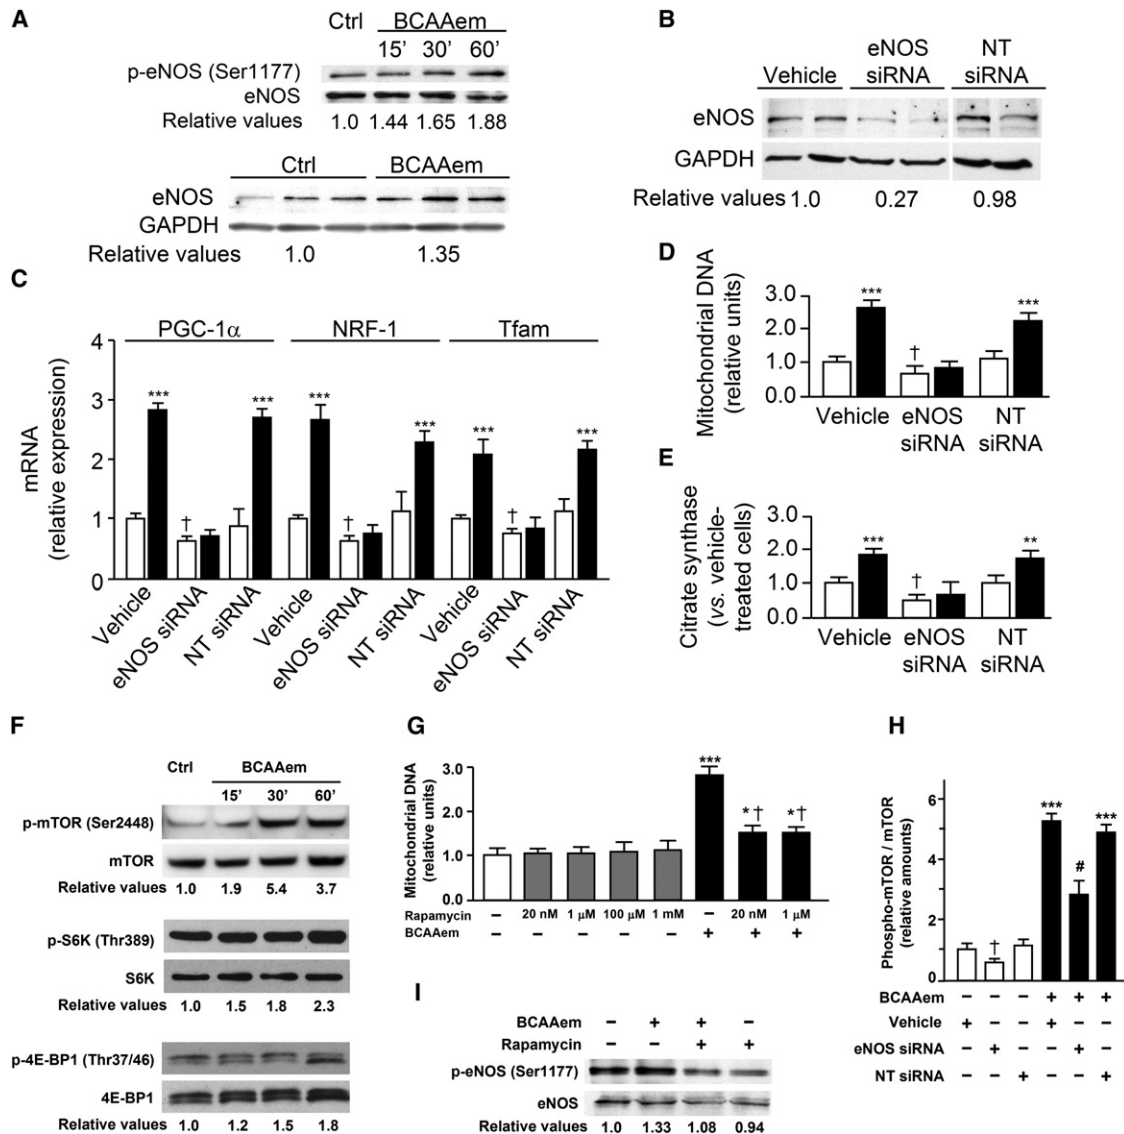 A
Ctrl BCAAem
15’ 30’ 60’
p-eNOS (Ser1177)
eNOS
Relative values 1.0 1.44 1.65 1.88
Ctrl BCAAem
eNOS
GAPDH
Relative values 1.0 1.35
B
Vehicle eNOS siRNA NT siRNA
eNOS
GAPDH
Relative values 1.0 0.27 0.98
C
PGC-1α NRF-1 Tfam
mRNA
(relative expression)
4
3
2
1
0
*** *** *** *** *** ***
† † †
Vehicle eNOS siRNA NT siRNA Vehicle eNOS siRNA NT siRNA Vehicle eNOS siRNA NT siRNA
D
Mitochondrial DNA
(relative units)
3.0
2.0
1.0
0.0
*** † ***
Vehicle eNOS siRNA NT siRNA
E
Citrate synthase
(vs. vehicle-
treated cells)
3.0
2.0
1.0
0.0
*** † **
Vehicle eNOS siRNA NT siRNA
F
Ctrl BCAAem
15’ 30’ 60’
p-mTOR (Ser2448)
mTOR
Relative values 1.0 1.9 5.4 3.7
p-S6K (Thr389)
S6K
Relative values 1.0 1.5 1.8 2.3
p-4E-BP1 (Thr37/46)
4E-BP1
Relative values 1.0 1.2 1.5 1.8
G
Mitochondrial DNA
(relative units)
3.0
2.0
1.0
0.0
*** *† *†
Rapamycin – 20 nM 1 µM 100 µM 1 mM – 20 nM 1 µM
BCAAem – – – – – + + +
H
Phospho-mTOR / mTOR
(relative amounts)
6
4
2
0
† *** # ***
BCAAem – – – + + +
Vehicle + – – + – –
eNOS siRNA – + – – + –
NT siRNA – – + – – +
I
BCAAem – + + –
Rapamycin – – + +
p-eNOS (Ser1177)
eNOS
Relative values 1.0 1.33 1.08 0.94